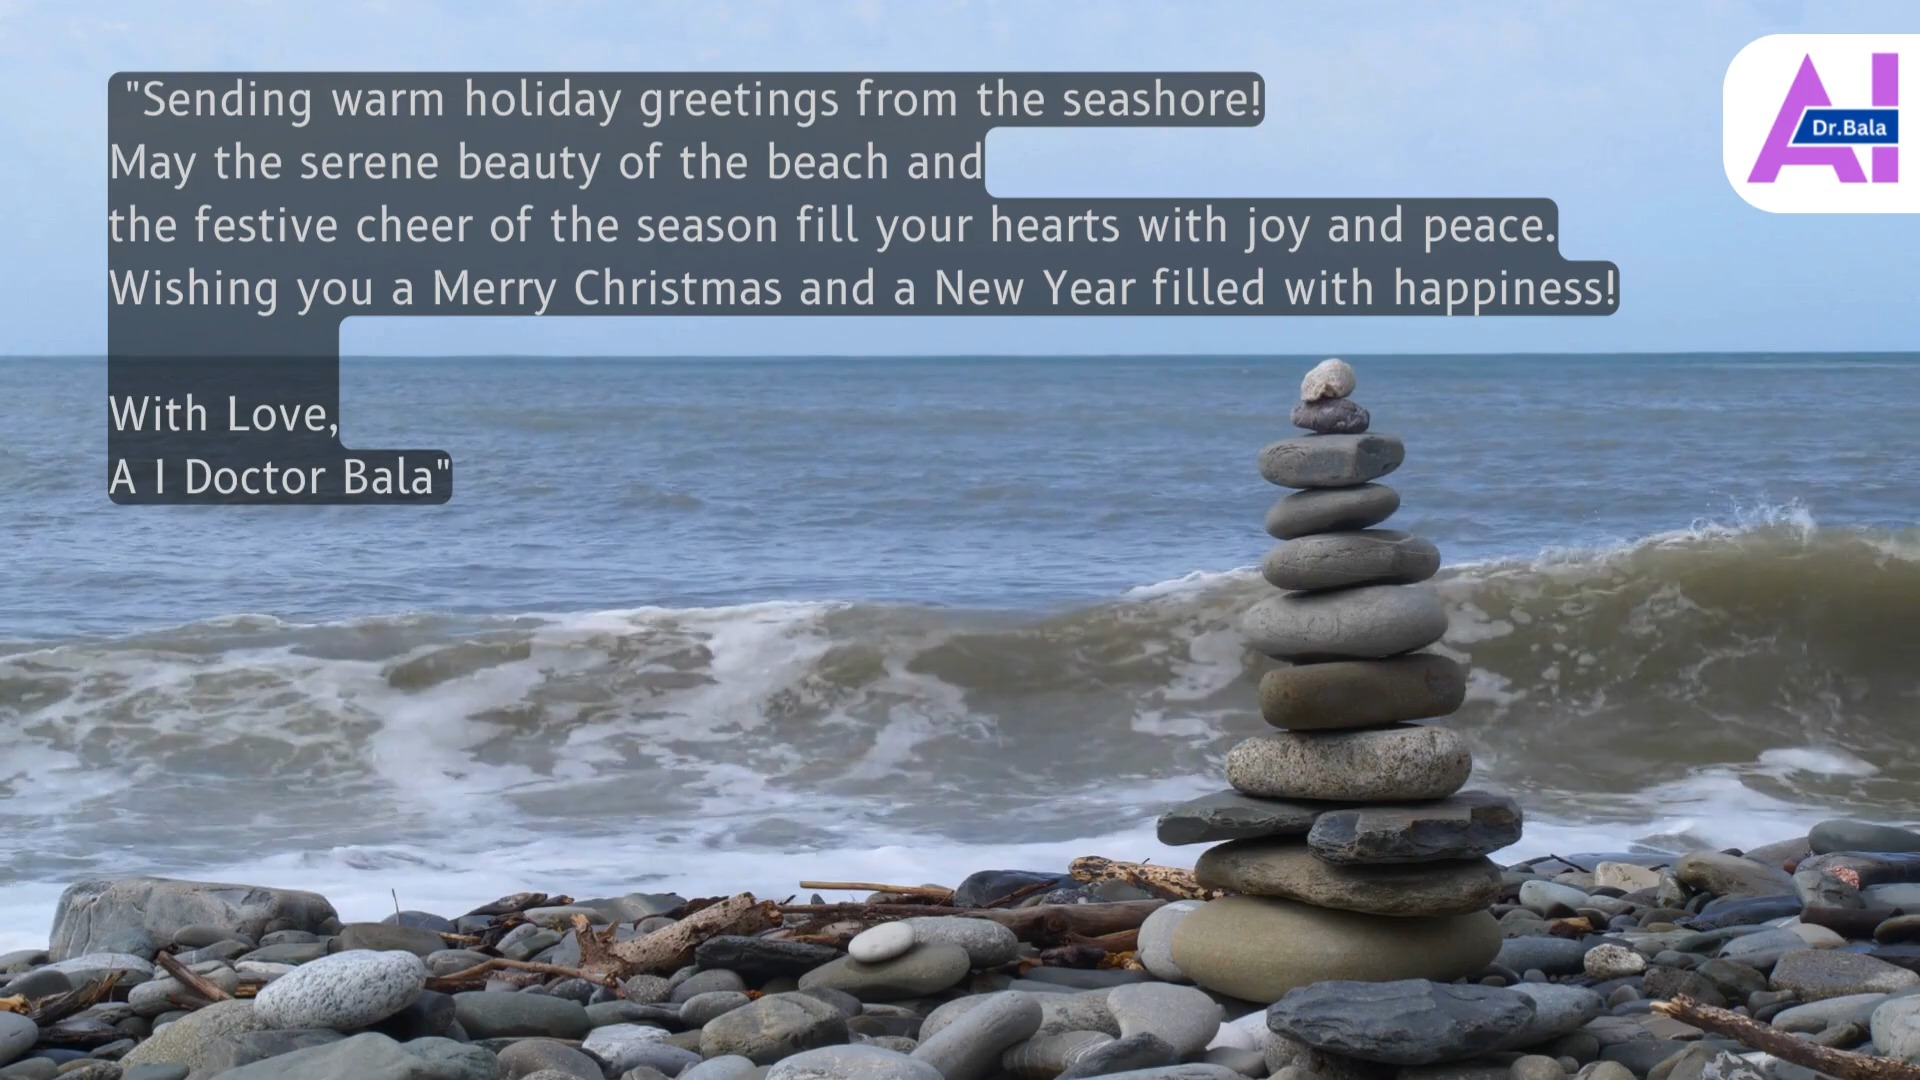 "Sending warm holiday greetings from the seashore!
May the serene beauty of the beach and
the festive cheer of the season fill your hearts with joy and peace.
Wishing you a Merry Christmas and a New Year filled with happiness!
With Love,
A I Doctor Bala"
AI
Dr.Bala